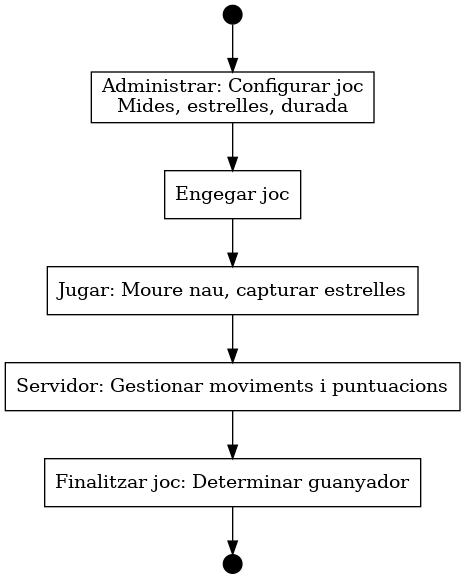 Administrar: Configurar joc
Mides, estrelles, durada
Engegar joc
Jugar: Moure nau, capturar estrelles
Servidor: Gestionar moviments i puntuacions
Finalitzar joc: Determinar guanyador